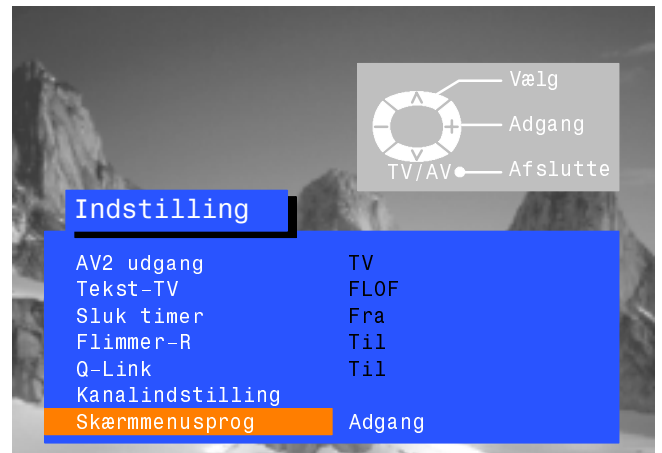 Vælg
Adgang
TV/AV Afslutte
Indstilling
AV2 udgang TV
Tekst-TV FLOF
Sluk timer Fra
Flimmer-R Til
Q-Link Til
Kanalindstilling
Skærmmenusprog Adgang